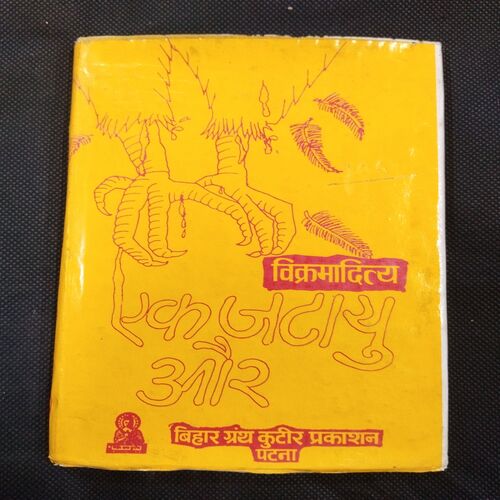 विक्रमादित्य
एक जटायु
और
बिहार ग्रंथ कुटीर प्रकाशन
पटना